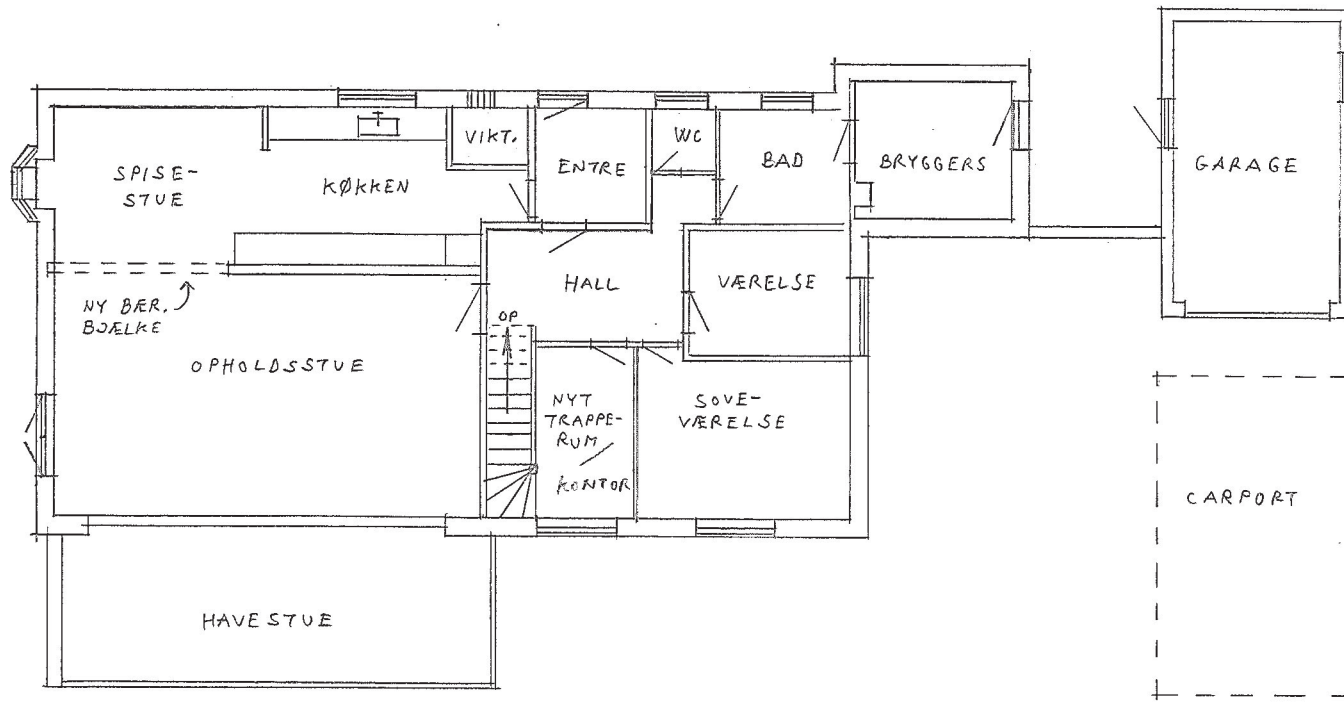 SPISE-
STUE
KØKKEN
VIKT.
ENTRE
WC
BAD
BRYGGERS
GARAGE
NY BÆR.
BJÆLKE
HALL
VÆRELSE
OP
OPHOLDSSTUE
NYT
TRAPPE-
RUM
KONTOR
SOVE-
VÆRELSE
CARPORT
HAVESTUE